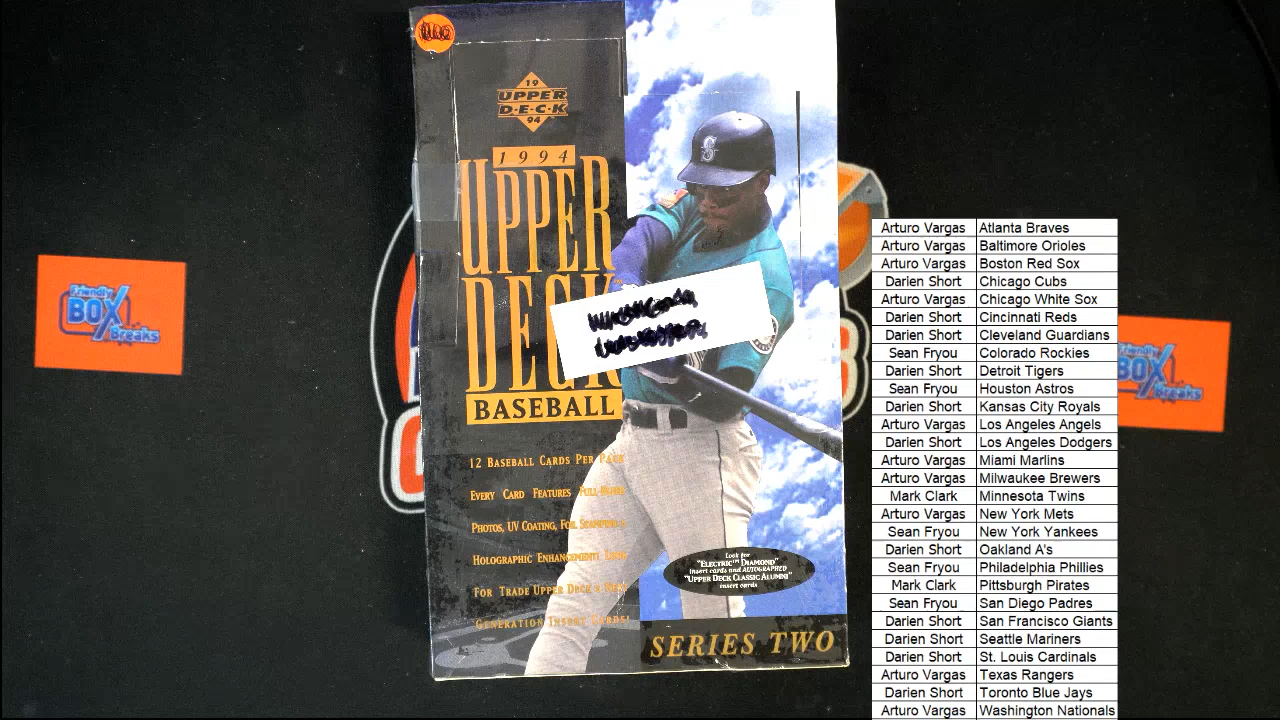 19
UPPER
D·E·C·K
94
1994
UPPER
DECK
BASEBALL
12 BASEBALL CARDS PER PACK
EVERY CARD FEATURES FULL-BLEED
PHOTOS, UV COATING, FOIL STAMPING &
HOLOGRAPHIC ENHANCEMENT! LOOK
FOR TRADE UPPER DECK & NEXT
GENERATION INSERT CARDS!
S
Look for
"ELECTRIC™ DIAMOND"
insert cards and AUTOGRAPHED
"UPPER DECK CLASSIC ALUMNI"
insert cards
SERIES TWO
Friendly
BOX
Breaks
Friendly
BOX
Breaks
Arturo Vargas Atlanta Braves
Arturo Vargas Baltimore Orioles
Arturo Vargas Boston Red Sox
Darien Short Chicago Cubs
Arturo Vargas Chicago White Sox
Darien Short Cincinnati Reds
Darien Short Cleveland Guardians
Sean Fryou Colorado Rockies
Darien Short Detroit Tigers
Sean Fryou Houston Astros
Darien Short Kansas City Royals
Arturo Vargas Los Angeles Angels
Darien Short Los Angeles Dodgers
Arturo Vargas Miami Marlins
Arturo Vargas Milwaukee Brewers
Mark Clark Minnesota Twins
Arturo Vargas New York Mets
Sean Fryou New York Yankees
Darien Short Oakland A's
Sean Fryou Philadelphia Phillies
Mark Clark Pittsburgh Pirates
Sean Fryou San Diego Padres
Darien Short San Francisco Giants
Darien Short Seattle Mariners
Darien Short St. Louis Cardinals
Arturo Vargas Texas Rangers
Darien Short Toronto Blue Jays
Arturo Vargas Washington Nationals